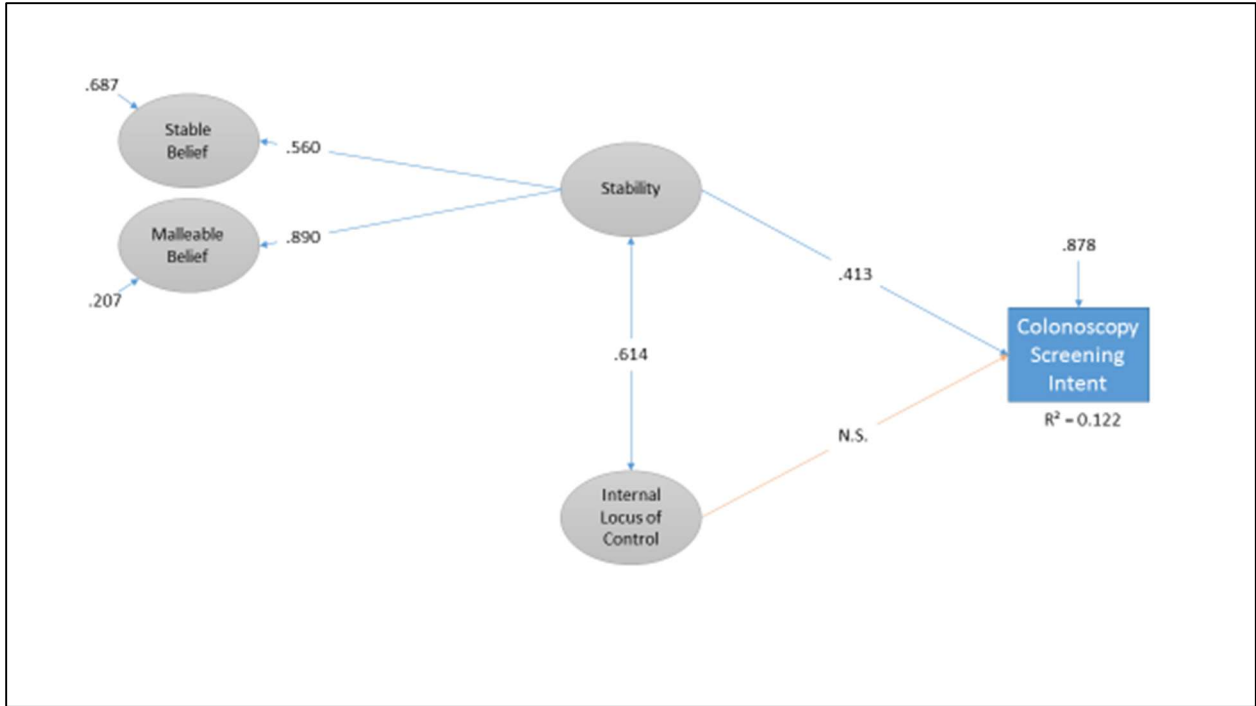 .687
Stable
Belief
.560
Stability
Malleable
Belief
.890
.207
.413
.878
Colonoscopy
Screening
Intent
R² = 0.122
.614
N.S.
Internal
Locus of
Control